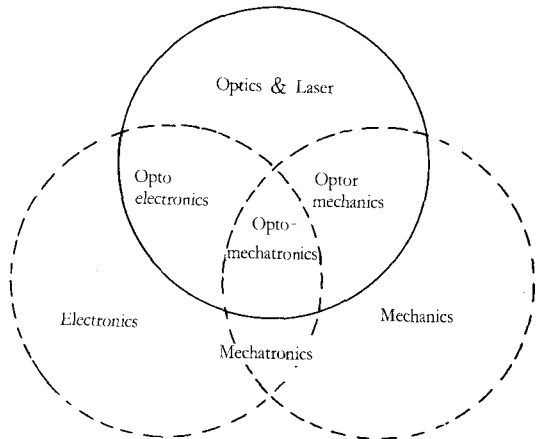 Optics & Laser
Opto
electronics
Optor
mechanics
Opto-
mechatronics
Electronics
Mechanics
Mechatronics